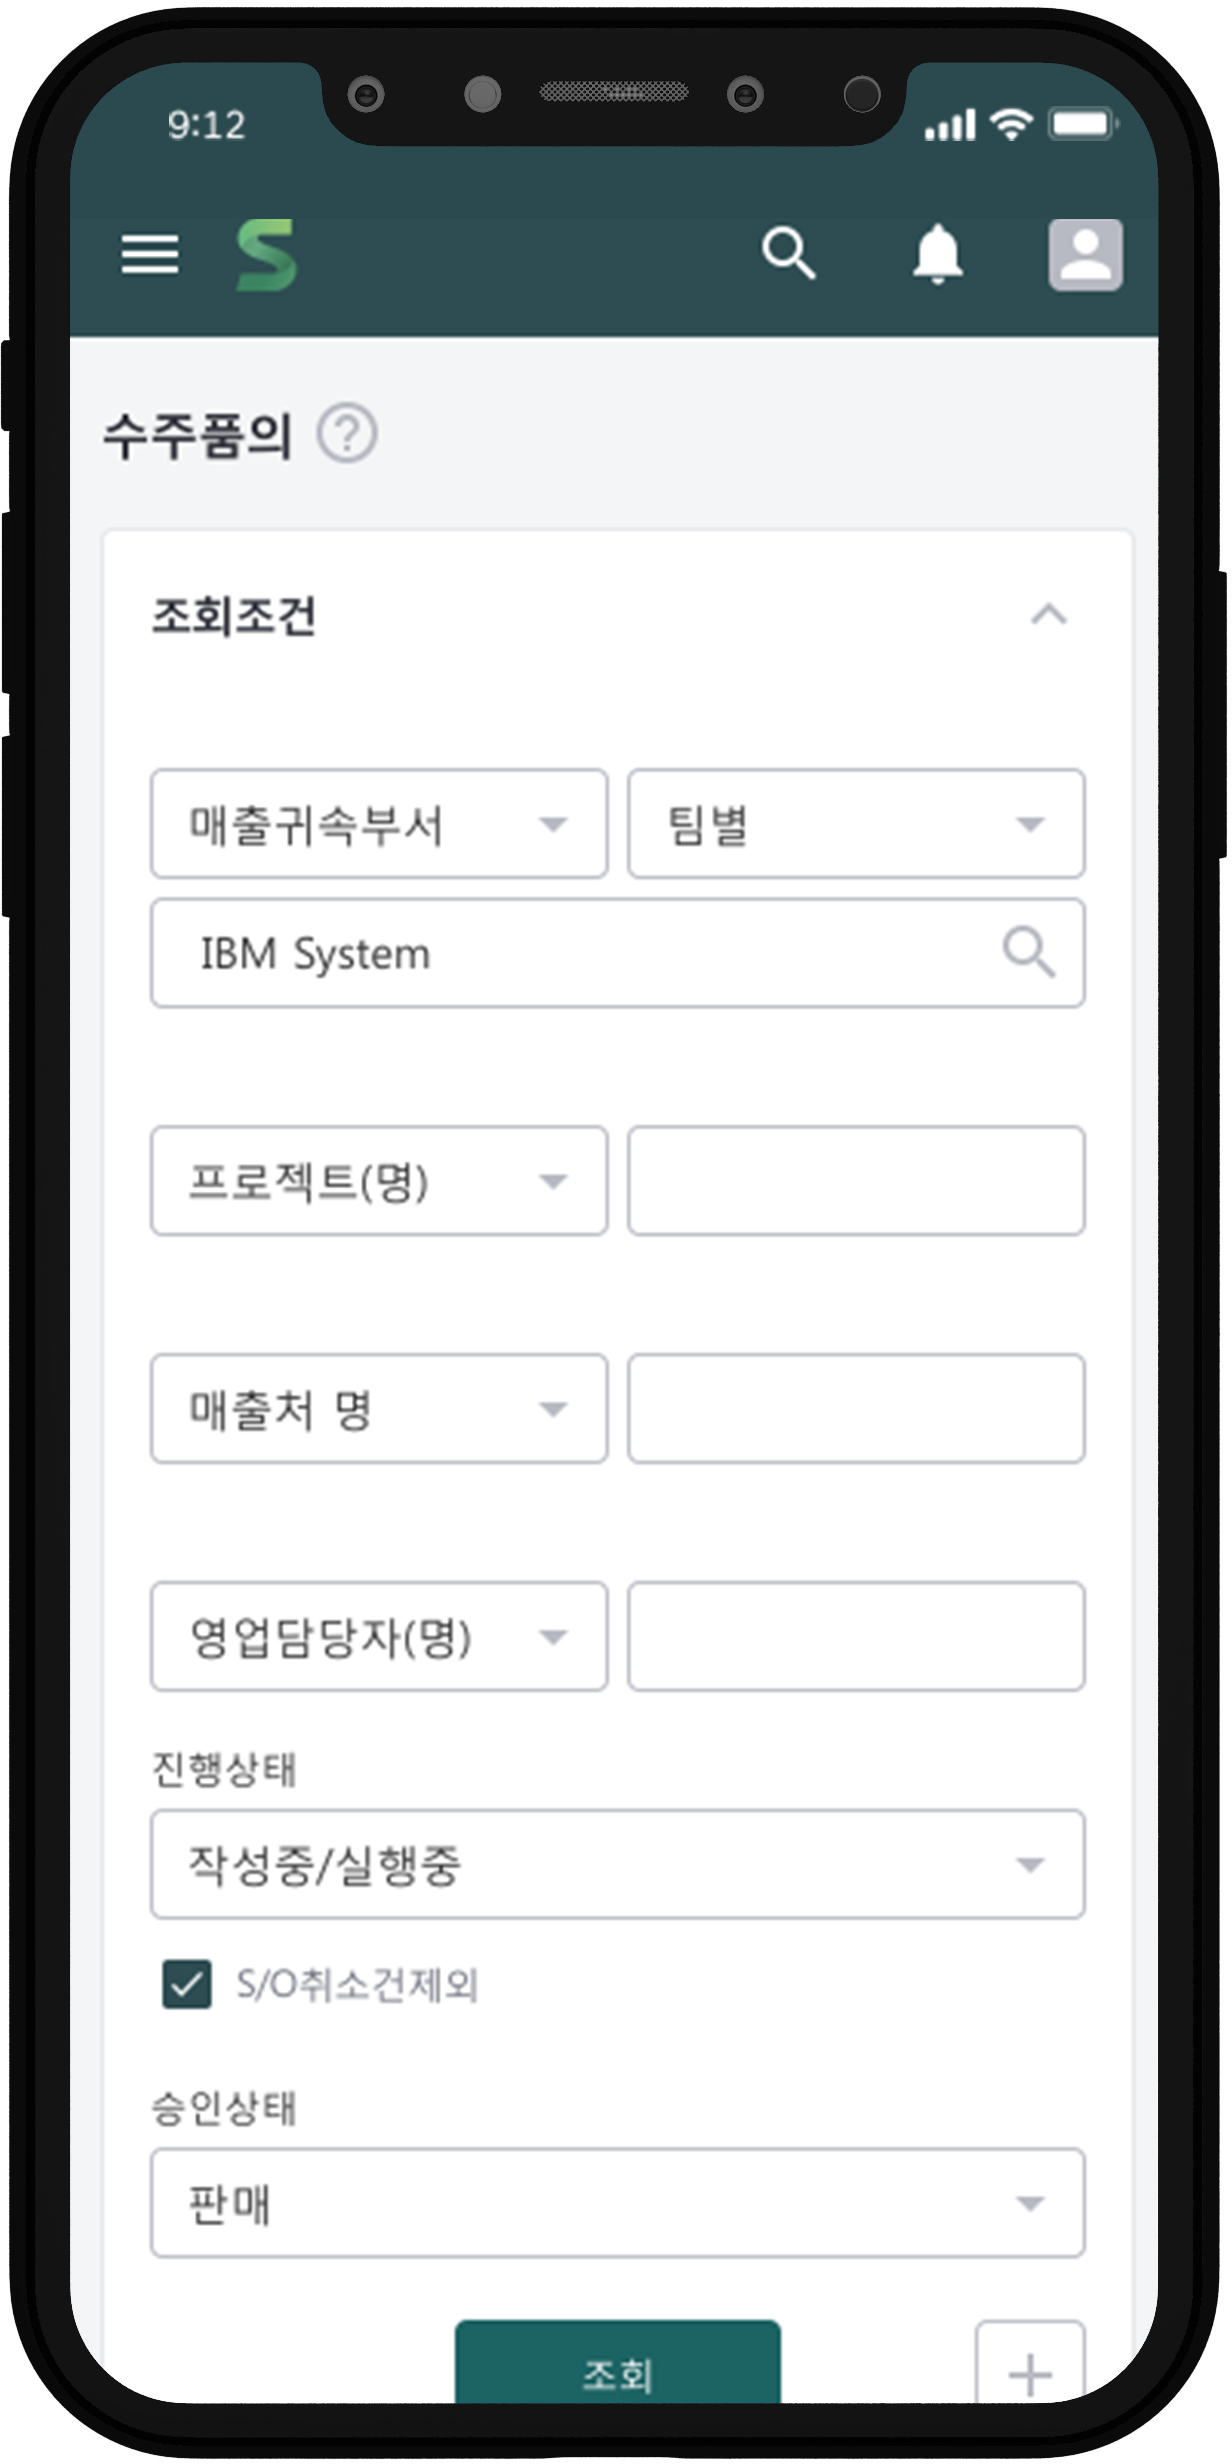 9:12
수주품의
조회조건
매출귀속부서 팀별
IBM System
프로젝트(명)
매출처 명
영업담당자(명)
진행상태
작성중/실행중
S/O취소건제외
승인상태
판매
조회